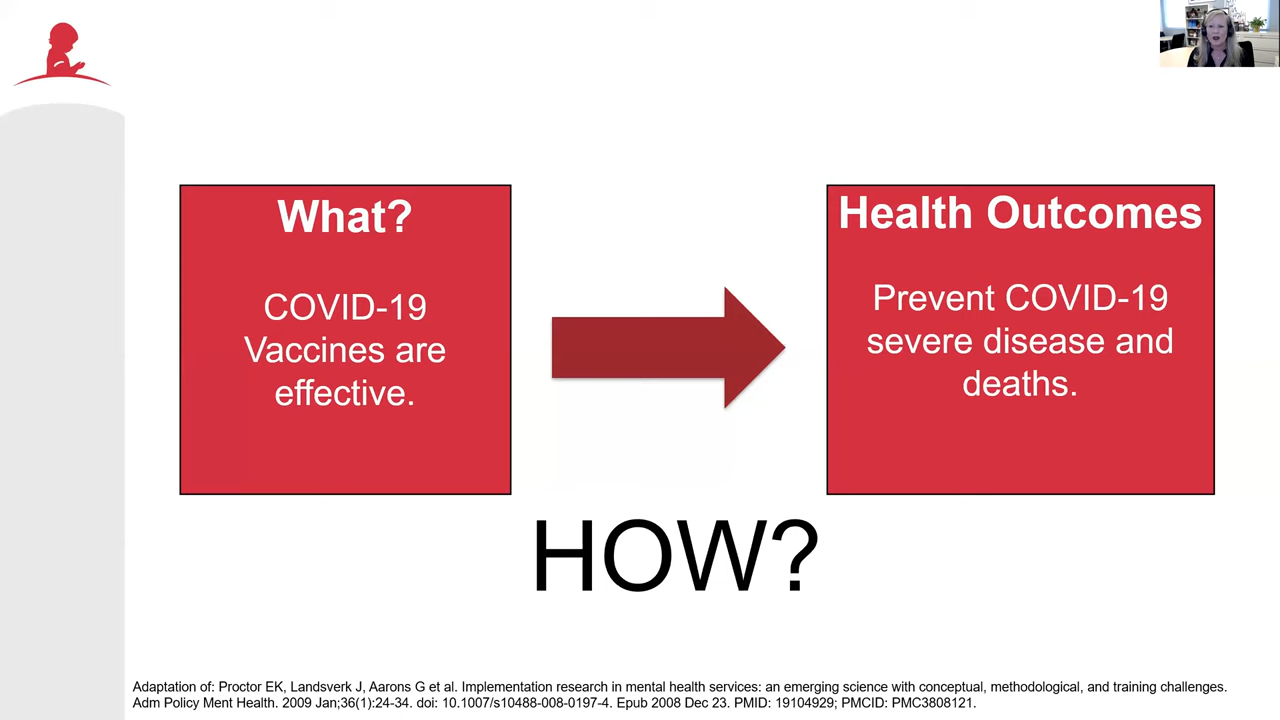 What?
COVID-19
Vaccines are
effective.
Health Outcomes
Prevent COVID-19
severe disease and
deaths.
HOW?
Adaptation of: Proctor EK, Landsverk J, Aarons G et al. Implementation research in mental health services: an emerging science with conceptual, methodological, and training challenges.
Adm Policy Ment Health. 2009 Jan;36(1):24-34. doi: 10.1007/s10488-008-0197-4. Epub 2008 Dec 23. PMID: 19104929; PMCID: PMC3808121.